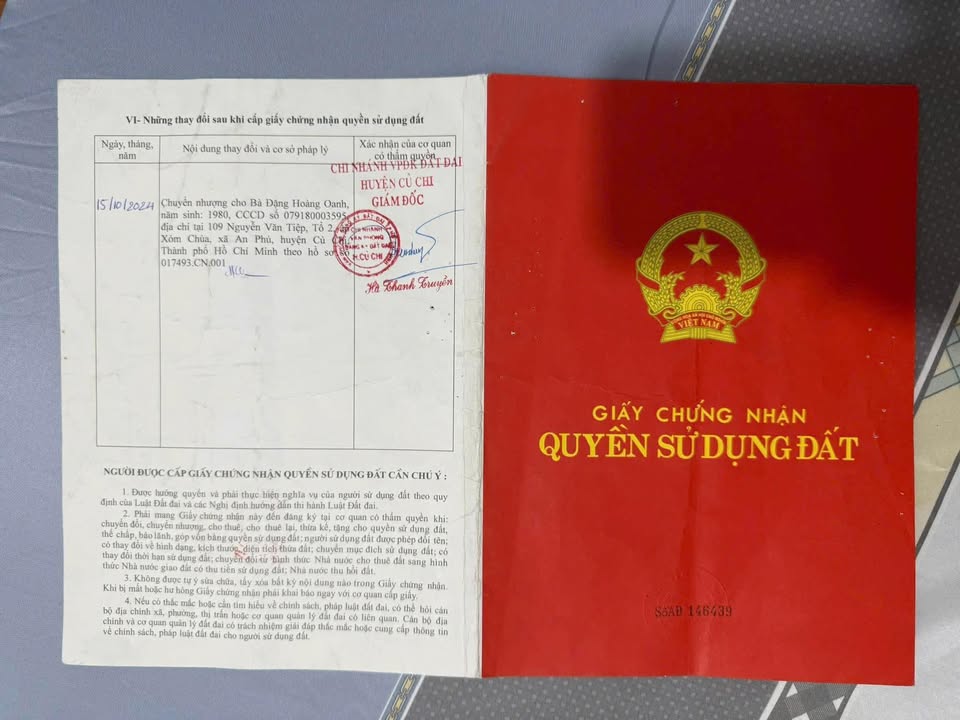 VI- Những thay đổi sau khi cấp giấy chứng nhận quyền sử dụng đất
Ngày, tháng, năm
Nội dung thay đổi và cơ sở pháp lý
Xác nhận của cơ quan
có thẩm quyền
CHI NHÁNH VPĐK ĐẤT ĐAI
HUYỆN CỦ CHI
GIÁM ĐỐC
15/10/2024
Chuyển nhượng cho Bà Đặng Hoàng Oanh,
năm sinh: 1980, CCCD số 079180003595,
địa chỉ tại 109 Nguyễn Văn Tiệp, Tổ 2,
Xóm Chùa, xã An Phú, huyện Củ Chi,
Thành phố Hồ Chí Minh theo hồ sơ số
017493.CN.001
CHI NHÁNH
VĂN PHÒNG
ĐĂNG KÝ ĐẤT ĐAI
H.CỦ CHI
Hà Thanh Truyền
NGƯỜI ĐƯỢC CẤP GIẤY CHỨNG NHẬN QUYỀN SỬ DỤNG ĐẤT CẦN CHÚ Ý :
1. Được hưởng quyền và phải thực hiện nghĩa vụ của người sử dụng đất theo quy
định của Luật Đất đai và các Nghị định hướng dẫn thi hành Luật Đất đai.
2. Phải mang Giấy chứng nhận này đến đăng ký tại cơ quan có thẩm quyền khi:
chuyển đổi, chuyển nhượng, cho thuê, cho thuê lại, thừa kế, tặng cho quyền sử dụng đất,
thế chấp, bảo lãnh, góp vốn bằng quyền sử dụng đất; người sử dụng đất được phép đổi tên;
có thay đổi về hình dạng, kích thước, diện tích thửa đất; chuyển mục đích sử dụng đất; có
thay đổi thời hạn sử dụng đất; chuyển đổi từ hình thức Nhà nước cho thuê đất sang hình
thức Nhà nước giao đất có thu tiền sử dụng đất; Nhà nước thu hồi đất.
3. Không được tự ý sửa chữa, tẩy xóa bất kỳ nội dung nào trong Giấy chứng nhận.
Khi bị mất hoặc hư hỏng Giấy chứng nhận phải khai báo ngay với cơ quan cấp giấy.
4. Nếu có thắc mắc hoặc cần tìm hiểu về chính sách, pháp luật đất đai, có thể hỏi cán
bộ địa chính xã, phường, thị trấn hoặc cơ quan quản lý đất đai có liên quan. Cán bộ địa
chính và cơ quan quản lý đất đai có trách nhiệm giải đáp thắc mắc hoặc cung cấp thông tin
về chính sách, pháp luật đất đai cho người sử dụng đất.
VIỆT NAM
GIẤY CHỨNG NHẬN
QUYỀN SỬ DỤNG ĐẤT
Số AĐ 146439